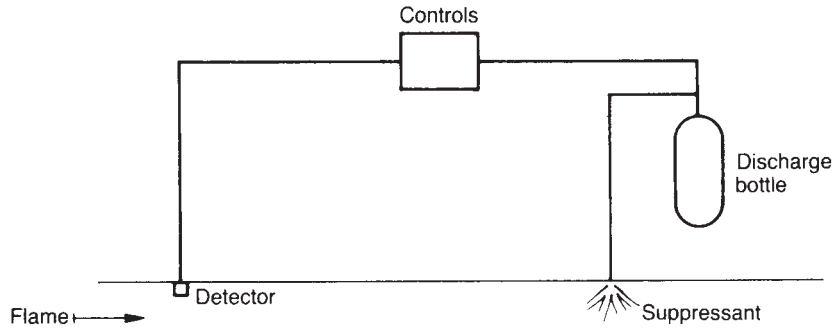 Controls
Discharge
bottle
Detector
Flame
Suppressant